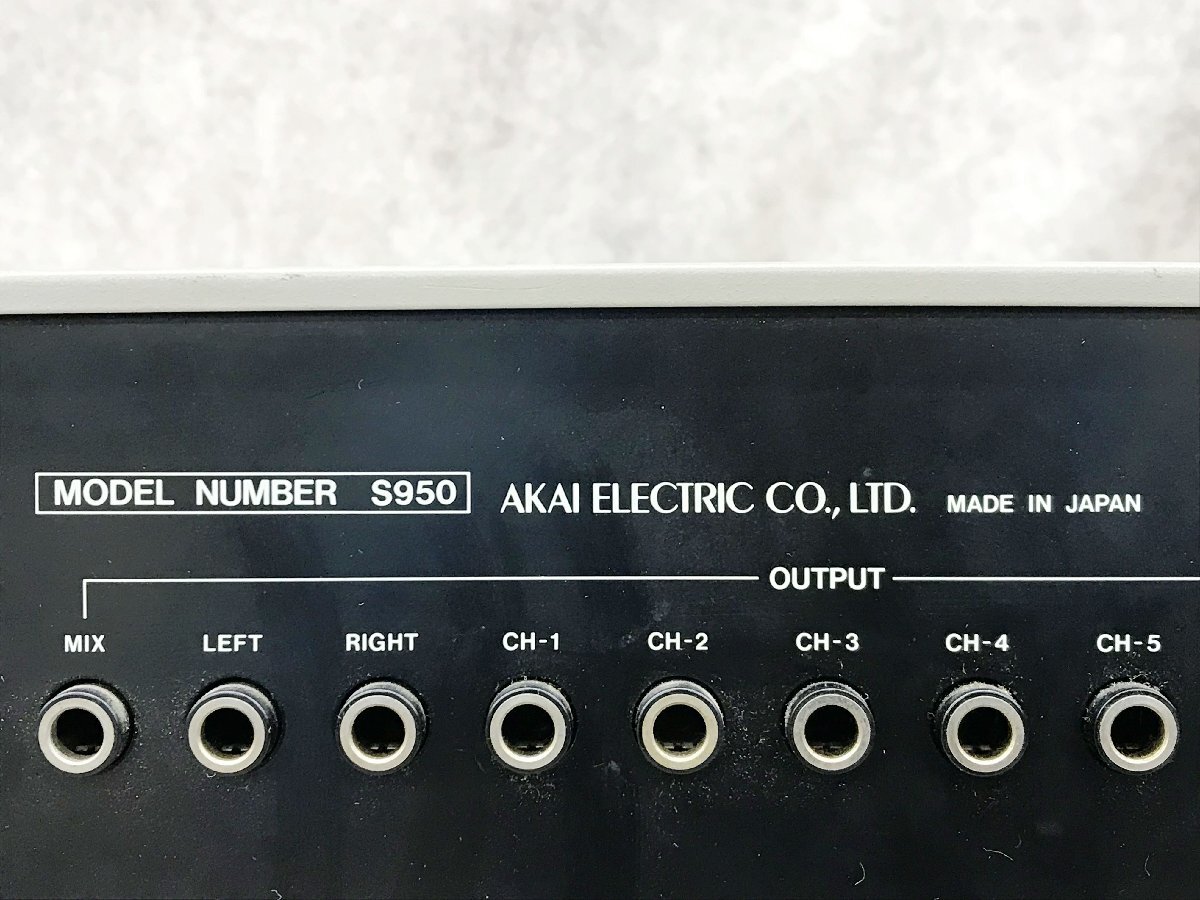 MODEL NUMBER S950 AKAI ELECTRIC CO., LTD. MADE IN JAPAN
OUTPUT
MIX LEFT RIGHT CH-1 CH-2 CH-3 CH-4 CH-5